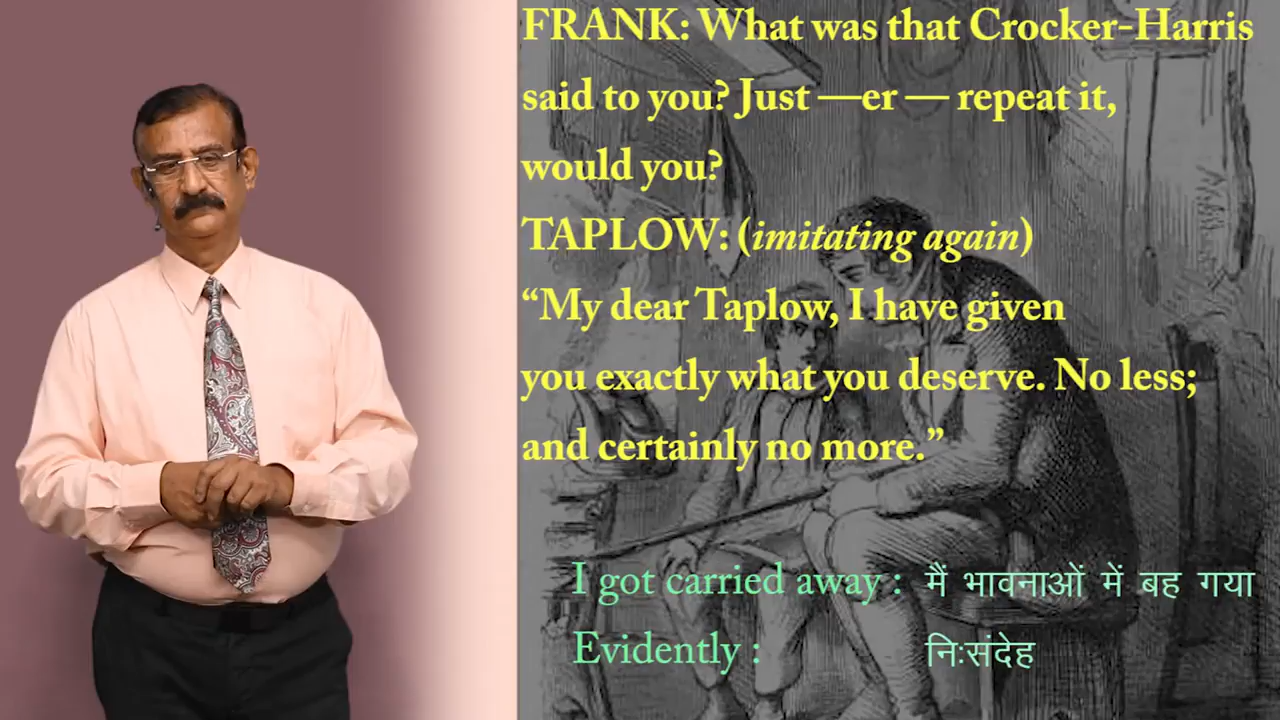 FRANK: What was that Crocker-Harris
said to you? Just —er — repeat it,
would you?
TAPLOW: (imitating again)
“My dear Taplow, I have given
you exactly what you deserve. No less;
and certainly no more.”
I got carried away : मैं भावनाओं में बह गया
Evidently : निःसंदेह